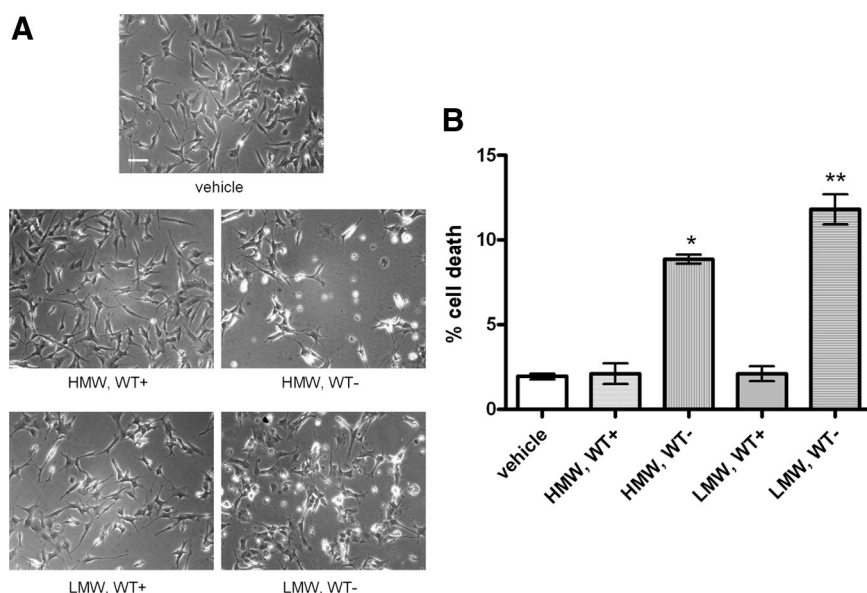 A
vehicle
HMW, WT+
HMW, WT-
LMW, WT+
LMW, WT-
B
15
10
5
0
% cell death
*
**
vehicle
HMW, WT+
HMW, WT-
LMW, WT+
LMW, WT-